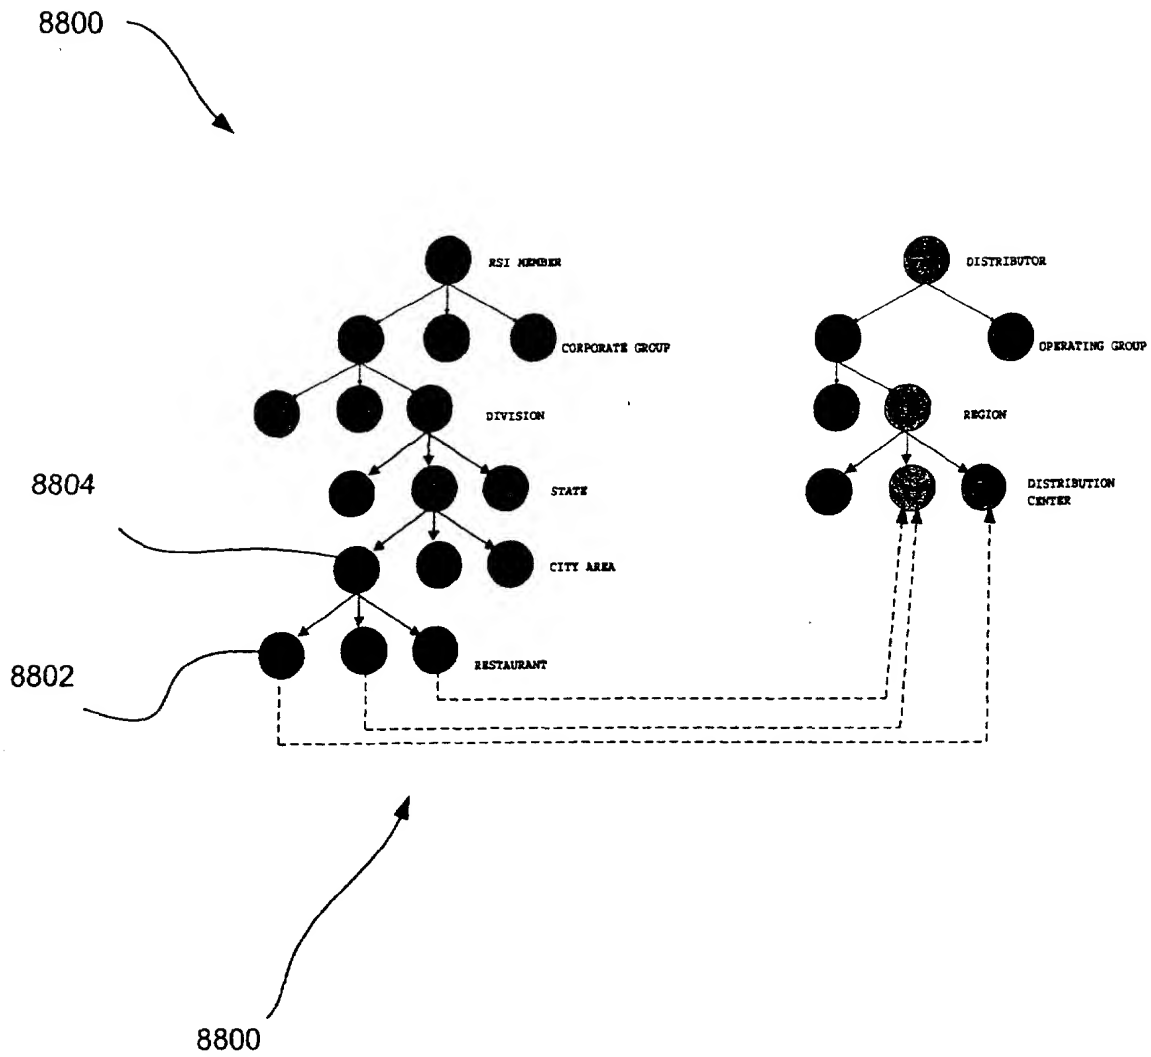 8800
RSI MEMBER
DISTRIBUTOR
CORPORATE GROUP
OPERATING GROUP
DIVISION
REGION
8804
STATE
DISTRIBUTION
CENTER
CITY AREA
RESTAURANT
8802
8800